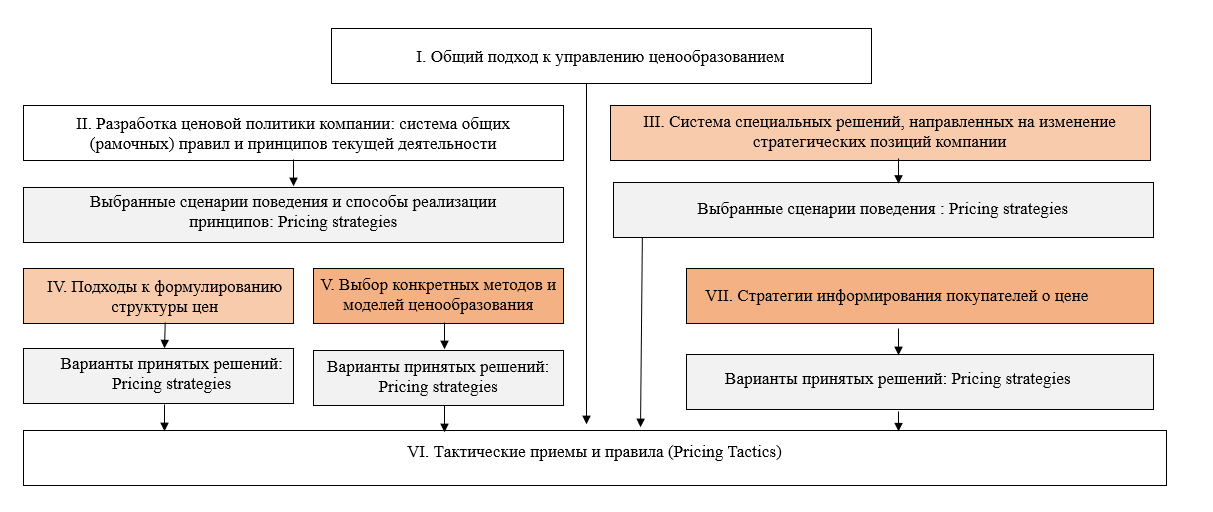 I. Общий подход к управлению ценообразованием
II. Разработка ценовой политики компании: система общих
(рамочных) правил и принципов текущей деятельности
III. Система специальных решений, направленных на изменение
стратегических позиций компании
Выбранные сценарии поведения и способы реализации
принципов: Pricing strategies
Выбранные сценарии поведения : Pricing strategies
IV. Подходы к формулированию
структуры цен
V. Выбор конкретных методов и
моделей ценообразования
VII. Стратегии информирования покупателей о цене
Варианты принятых решений:
Pricing strategies
Варианты принятых решений:
Pricing strategies
Варианты принятых решений: Pricing strategies
VI. Тактические приемы и правила (Pricing Tactics)